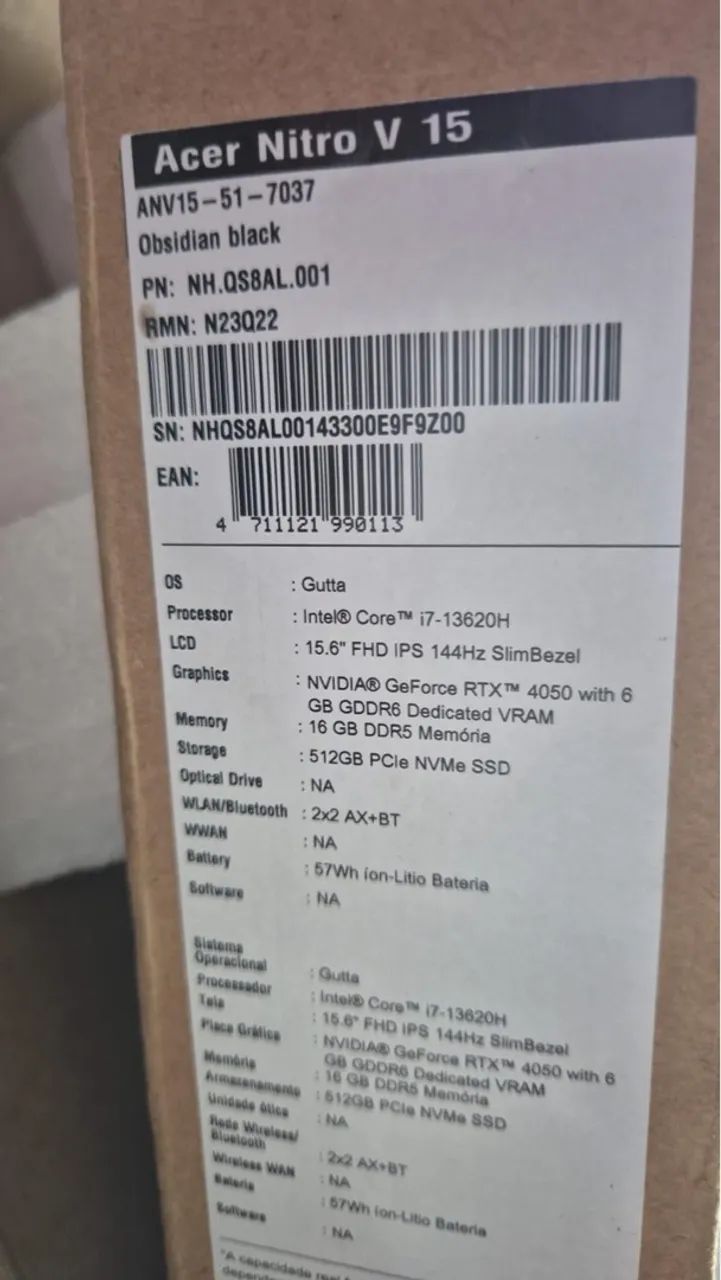 Acer Nitro V 15
ANV15-51-7037
Obsidian black
PN: NH.QS8AL.001
RMN: N23Q22
SN: NHQS8AL00143300E9F9Z00
EAN:
4 711121 990113
OS : Gutta
Processor : Intel® Core™ i7-13620H
LCD : 15.6" FHD IPS 144Hz SlimBezel
Graphics : NVIDIA® GeForce RTX™ 4050 with 6
GB GDDR6 Dedicated VRAM
Memory : 16 GB DDR5 Memória
Storage : 512GB PCIe NVMe SSD
Optical Drive : NA
WLAN/Bluetooth : 2x2 AX+BT
WWAN : NA
Battery : 57Wh íon-Litio Bateria
Software : NA
Sistema
Operacional : Gutta
Processador : Intel® Core™ i7-13620H
Tela : 15.6" FHD IPS 144Hz SlimBezel
Placa Gráfica : NVIDIA® GeForce RTX™ 4050 with 6
GB GDDR6 Dedicated VRAM
Memória : 16 GB DDR5 Memória
Armazenamento : 512GB PCIe NVMe SSD
Unidade ótica : NA
Rede Wireless/
Bluetooth : 2x2 AX+BT
Wireless WAN : NA
Bateria : 57Wh íon-Litio Bateria
Software : NA
*A capacidade real